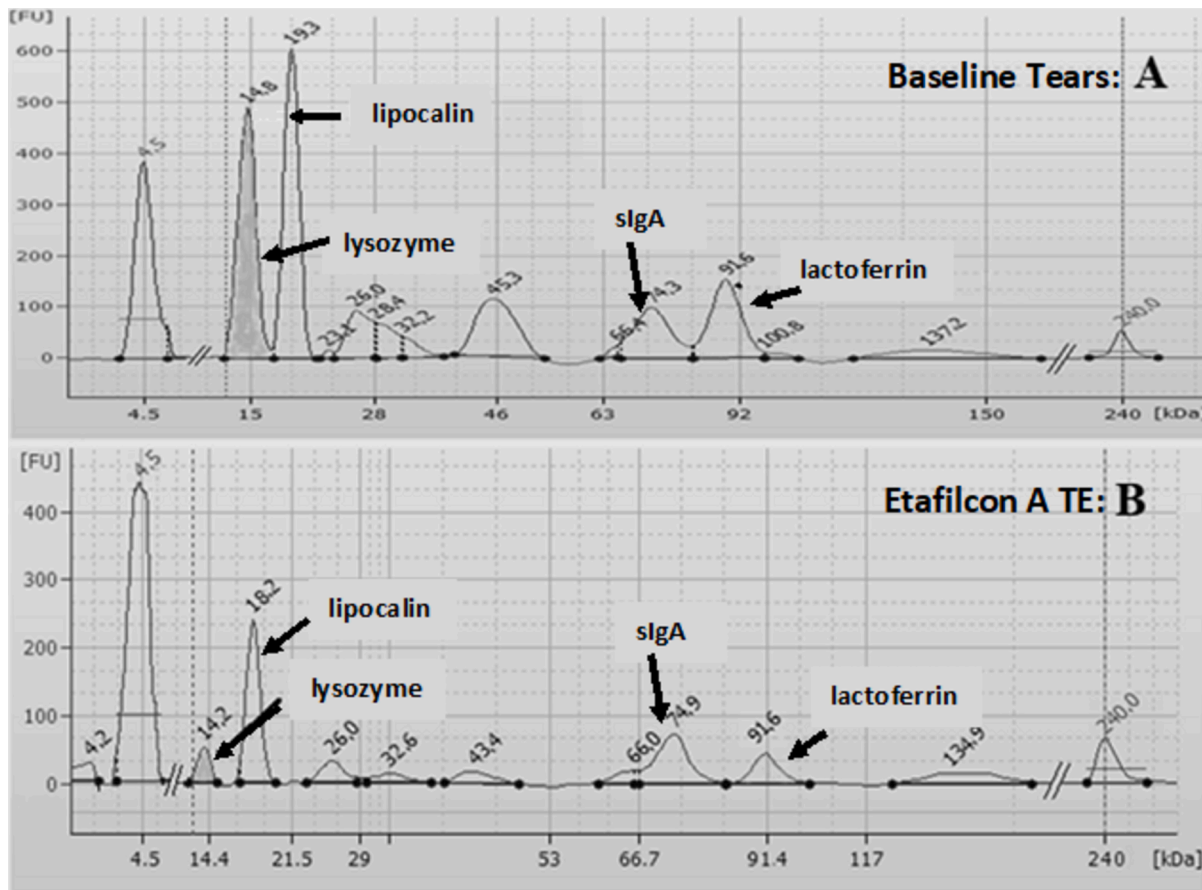 [FU]
Baseline Tears: A
600
500
400
300
200
100
0
4,5
14,8
19,3
lipocalin
lysozyme
23,1
26,0
28,4
32,2
45,3
sIgA
66,4
74,3
91,6
lactoferrin
100,8
137,2
240,0
4.5 15 28 46 63 92 150 240 [kDa]
[FU]
Etafilcon A TE: B
400
300
200
100
0
4,2
4,5
14,2
18,2
lipocalin
lysozyme
26,0
32,6
43,4
sIgA
66,0
74,9
91,6
lactoferrin
134,9
240,0
4.5 14.4 21.5 29 53 66.7 91.4 117 240 [kDa]